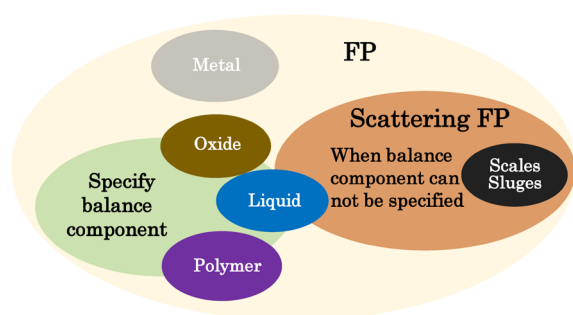 Metal
FP
Oxide
Scattering FP
When balance
component can
not be specified
Scales
Sluges
Specify
balance
component
Liquid
Polymer